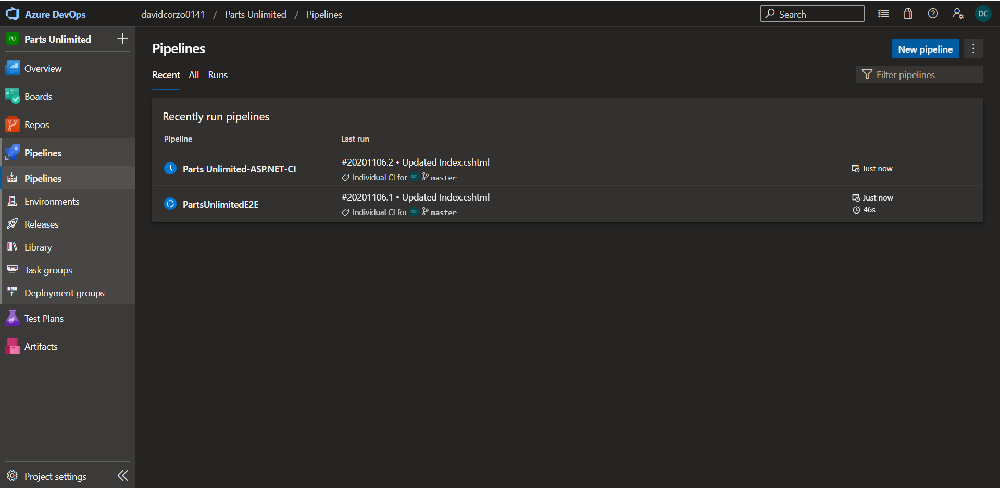 Azure DevOps
davidcorzo0141 / Parts Unlimited / Pipelines
Search
DC
PU Parts Unlimited
Overview
Boards
Repos
Pipelines
Pipelines
Environments
Releases
Library
Task groups
Deployment groups
Test Plans
Artifacts
Project settings
Pipelines
New pipeline
Recent All Runs
Filter pipelines
Recently run pipelines
Pipeline Last run
Parts Unlimited-ASP.NET-CI
#20201106.2 • Updated Index.cshtml
Individual CI for DC master
Just now
PartsUnlimitedE2E
#20201106.1 • Updated Index.cshtml
Individual CI for DC master
Just now
46s